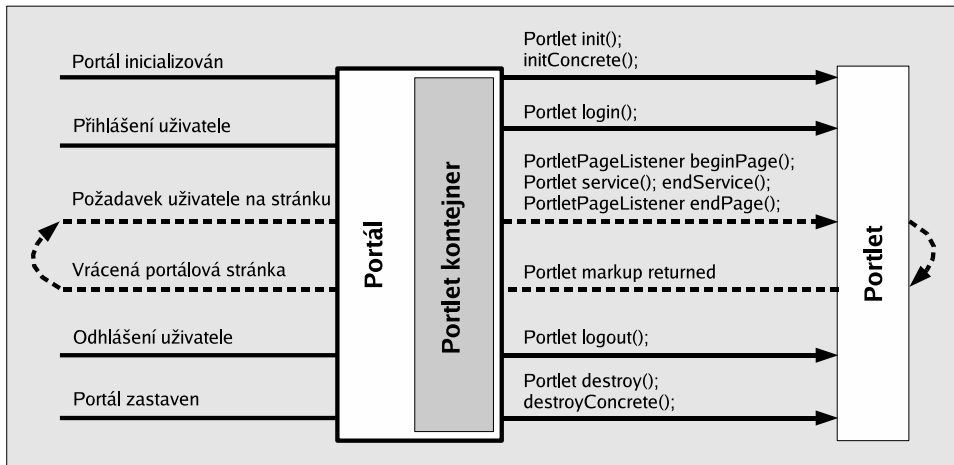 Portál inicializován
Portlet init();
initConcrete();
Přihlášení uživatele
Portlet login();
Požadavek uživatele na stránku
PortletPageListener beginPage();
Portlet service(); endService();
PortletPageListener endPage();
Vrácená portálová stránka
Portlet markup returned
Odhlášení uživatele
Portlet logout();
Portál zastaven
Portlet destroy();
destroyConcrete();
Portál
Portlet kontejner
Portlet